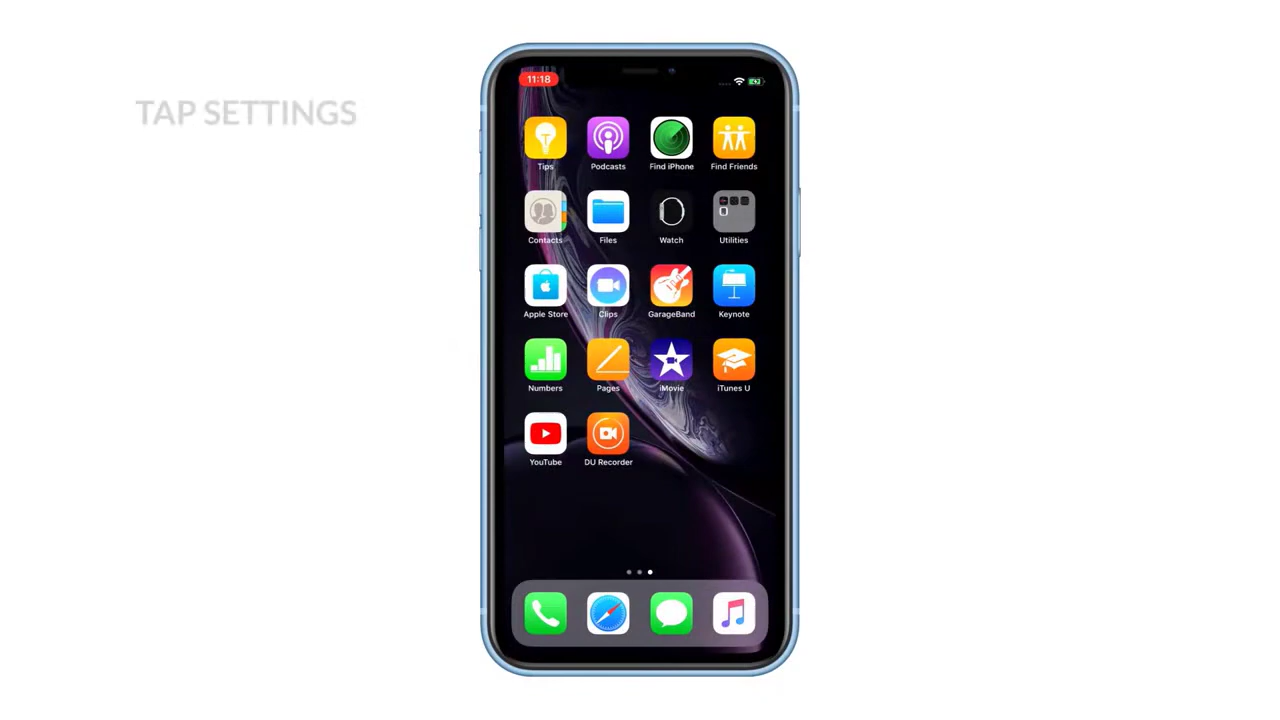 TAP SETTINGS
11:18
Tips
Podcasts
Find iPhone
Find Friends
Contacts
Files
Watch
Utilities
Apple Store
Clips
GarageBand
Keynote
Numbers
Pages
iMovie
iTunes U
YouTube
DU Recorder